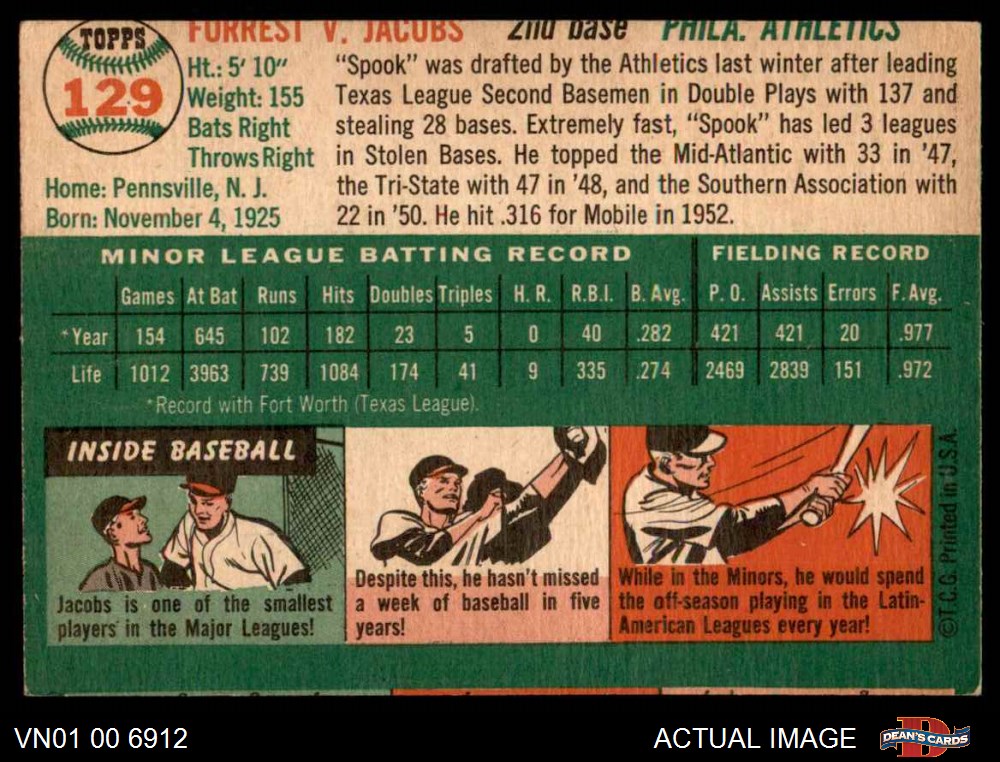 TOPPS
129
FORREST V. JACOBS 2nd base PHILA. ATHLETICS
Ht.: 5' 10"
Weight: 155
Bats Right
Throws Right
Home: Pennsville, N. J.
Born: November 4, 1925
"Spook" was drafted by the Athletics last winter after leading
Texas League Second Basemen in Double Plays with 137 and
stealing 28 bases. Extremely fast, "Spook" has led 3 leagues
in Stolen Bases. He topped the Mid-Atlantic with 33 in '47,
the Tri-State with 47 in '48, and the Southern Association with
22 in '50. He hit .316 for Mobile in 1952.
MINOR LEAGUE BATTING RECORD FIELDING RECORD
Games At Bat Runs Hits Doubles Triples H. R. R.B.I. B. Avg. P. O. Assists Errors F. Avg.
*Year 154 645 102 182 23 5 0 40 .282 421 421 20 .977
Life 1012 3963 739 1084 174 41 9 335 .274 2469 2839 151 .972
*Record with Fort Worth (Texas League).
INSIDE BASEBALL
Jacobs is one of the smallest
players in the Major Leagues!
Despite this, he hasn't missed
a week of baseball in five
years!
While in the Minors, he would spend
the off-season playing in the Latin-
American Leagues every year!
©T.C.G. Printed in U.S.A.
VN01 00 6912
ACTUAL IMAGE
D
DEAN'S CARDS